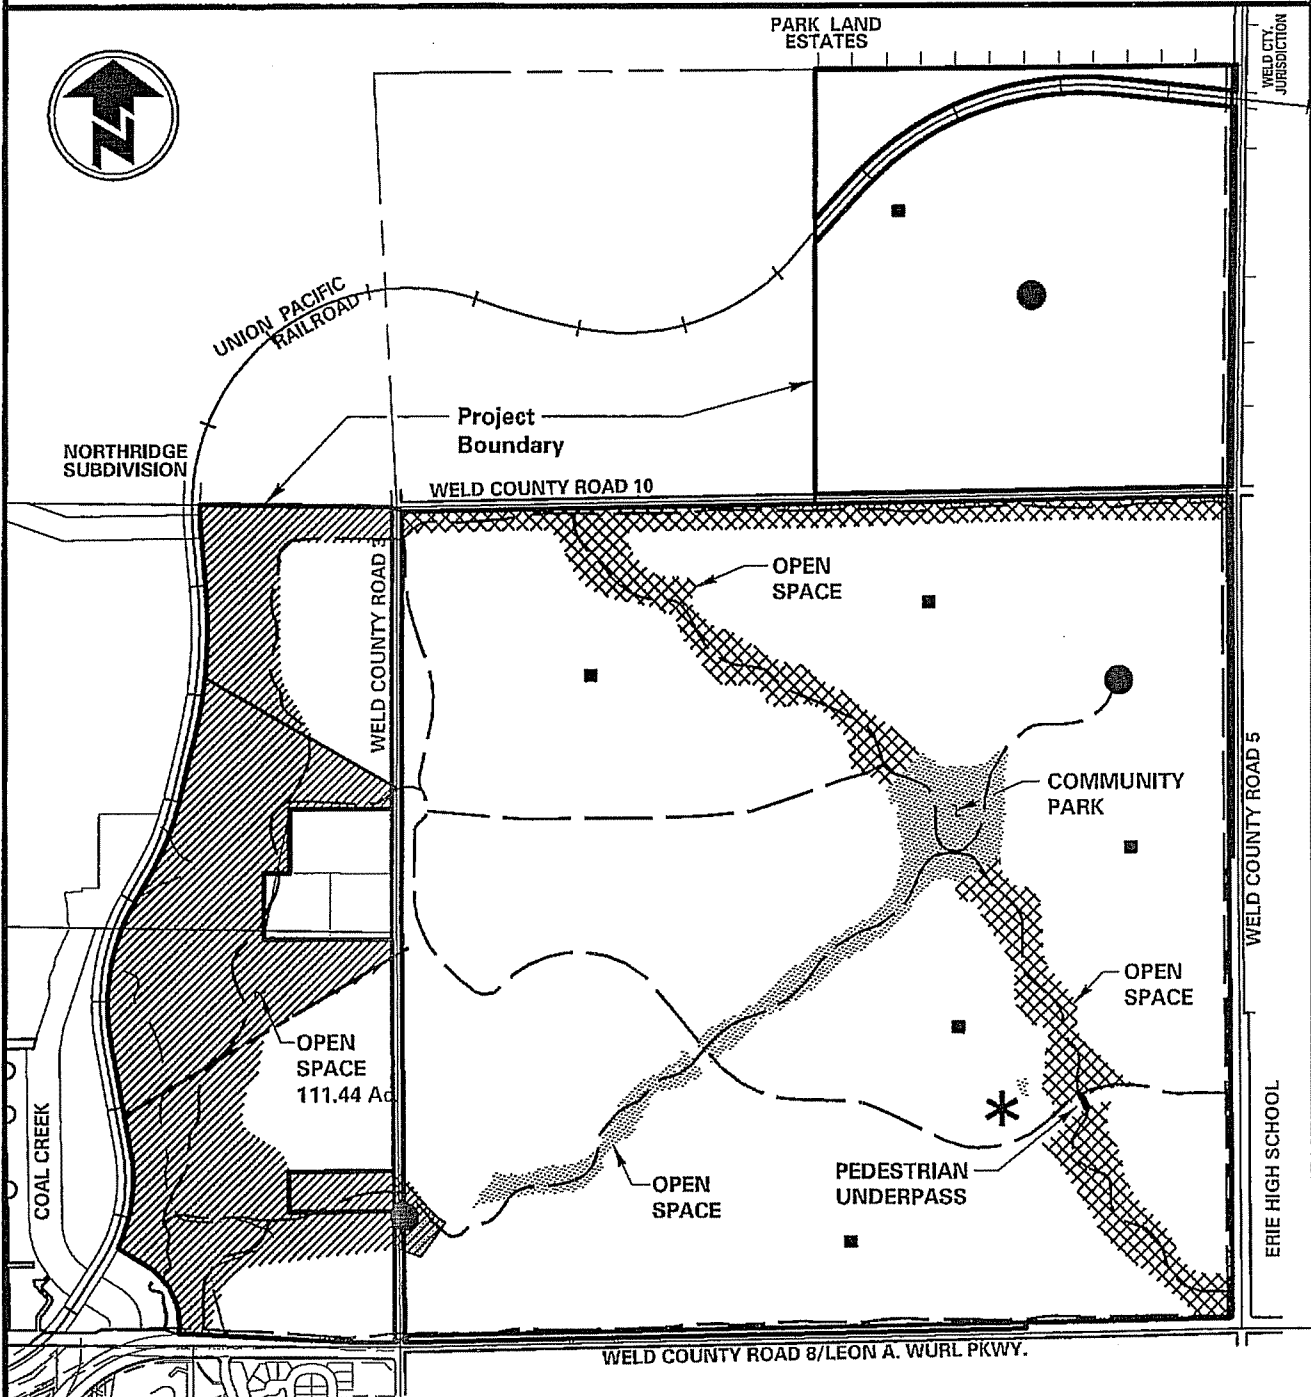 PARK LAND
ESTATES
WELD CTY.
JURISDICTION
N
UNION PACIFIC
RAILROAD
Project
Boundary
NORTHRIDGE
SUBDIVISION
WELD COUNTY ROAD 10
WELD COUNTY ROAD 3
OPEN
SPACE
COMMUNITY
PARK
WELD COUNTY ROAD 5
OPEN
SPACE
OPEN
SPACE
111.44 Ac
COAL CREEK
OPEN
SPACE
PEDESTRIAN
UNDERPASS
ERIE HIGH SCHOOL
WELD COUNTY ROAD 8/LEON A. WURL PKWY.